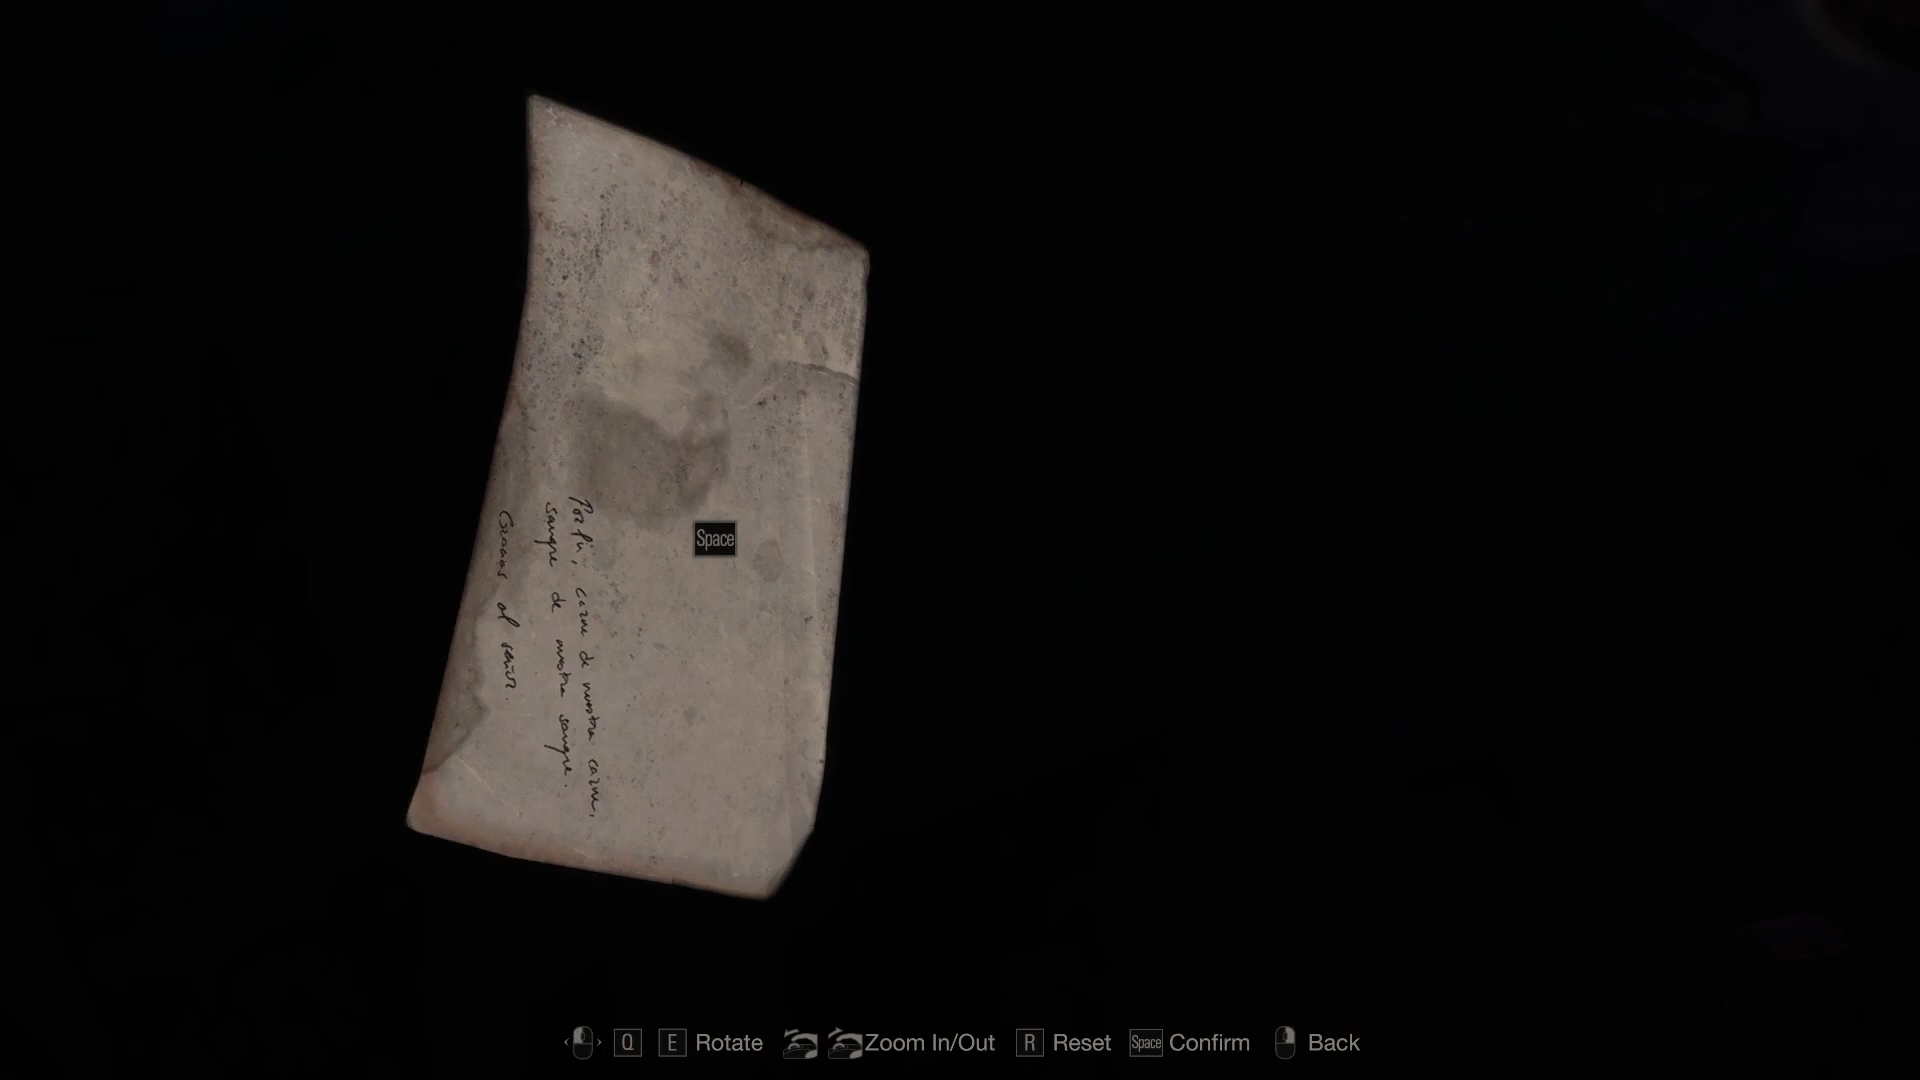 Por fin, carne de nuestra carne,
sangre de nuestra sangre.
Gracias al señor.
Space
Q E Rotate Zoom In/Out R Reset Space Confirm Back